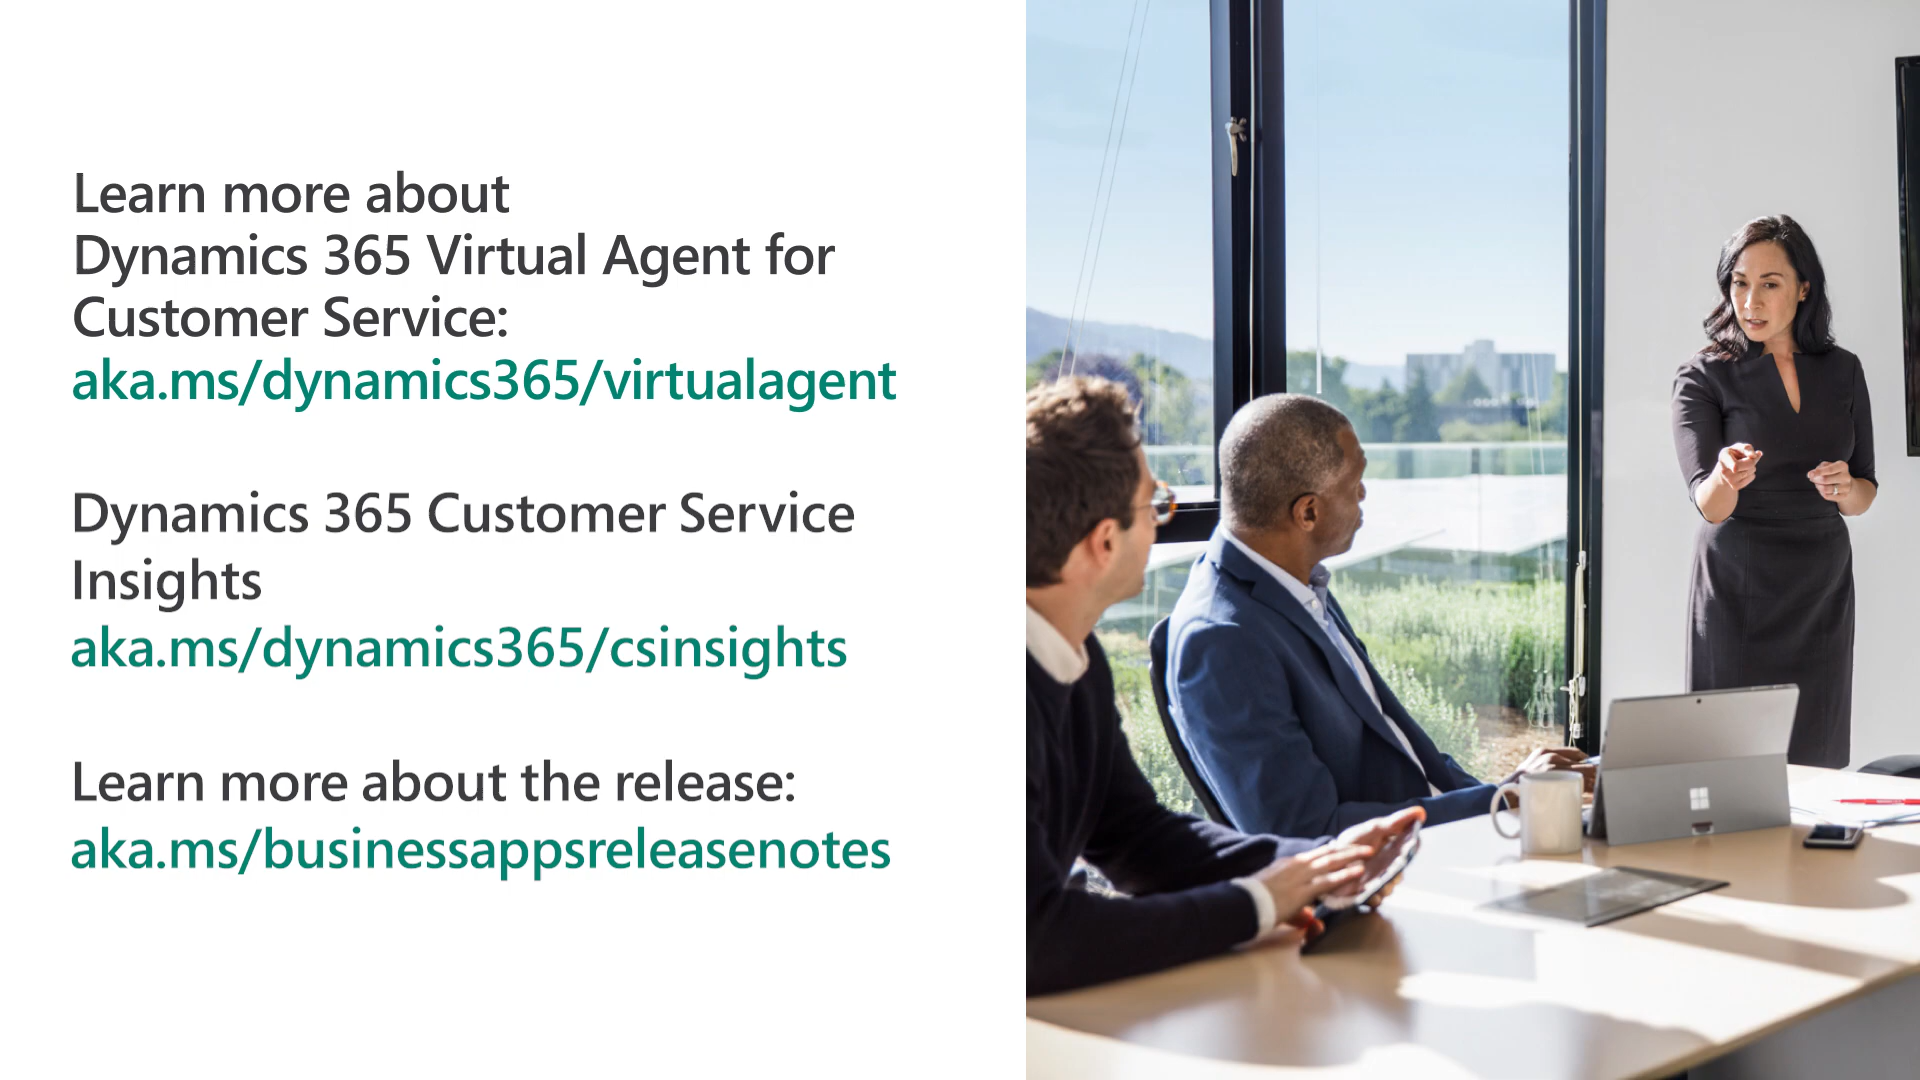 Learn more about
Dynamics 365 Virtual Agent for
Customer Service:
aka.ms/dynamics365/virtualagent
Dynamics 365 Customer Service
Insights
aka.ms/dynamics365/csinsights
Learn more about the release:
aka.ms/businessappsreleasenotes